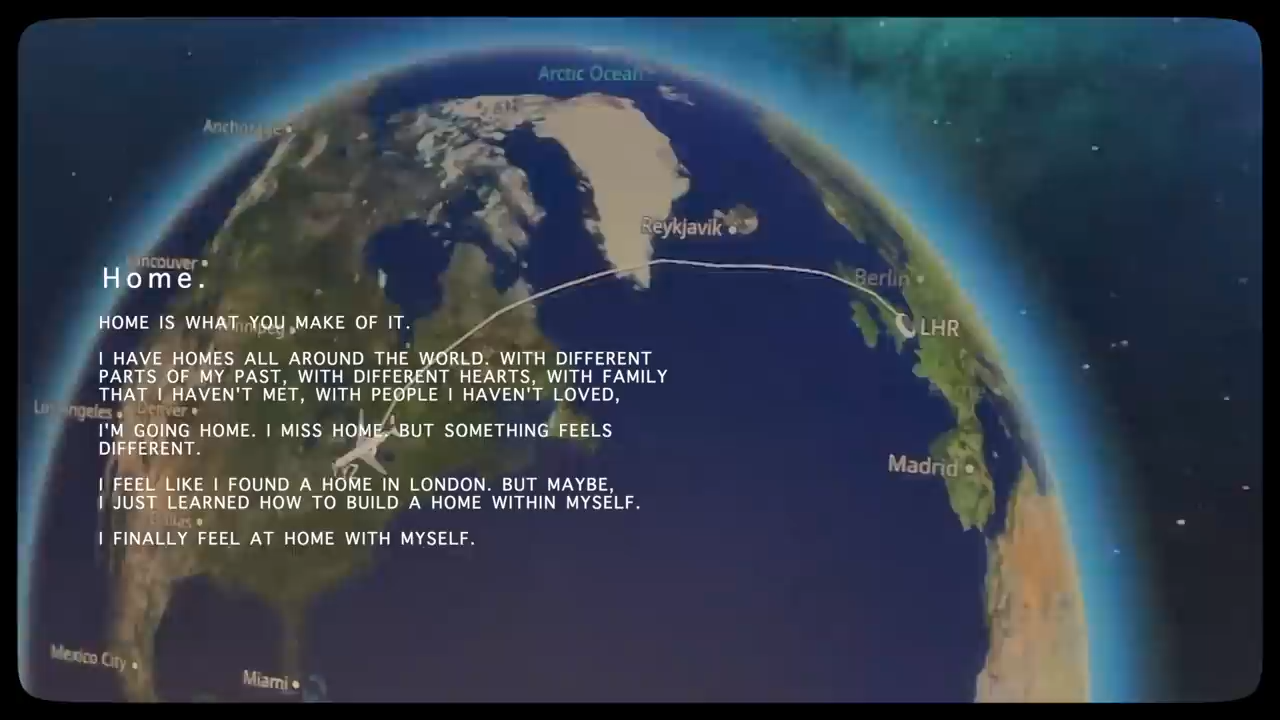 Arctic Ocean
Anchorage
Reykjavik
Vancouver
Berlin
Home.
HOME IS WHAT YOU MAKE OF IT.
Winnipeg
LHR
I HAVE HOMES ALL AROUND THE WORLD. WITH DIFFERENT
PARTS OF MY PAST, WITH DIFFERENT HEARTS, WITH FAMILY
THAT I HAVEN'T MET, WITH PEOPLE I HAVEN'T LOVED,
Los Angeles
Denver
I'M GOING HOME. I MISS HOME. BUT SOMETHING FEELS
DIFFERENT.
Madrid
I FEEL LIKE I FOUND A HOME IN LONDON. BUT MAYBE,
I JUST LEARNED HOW TO BUILD A HOME WITHIN MYSELF.
Dallas
I FINALLY FEEL AT HOME WITH MYSELF.
Mexico City
Miami